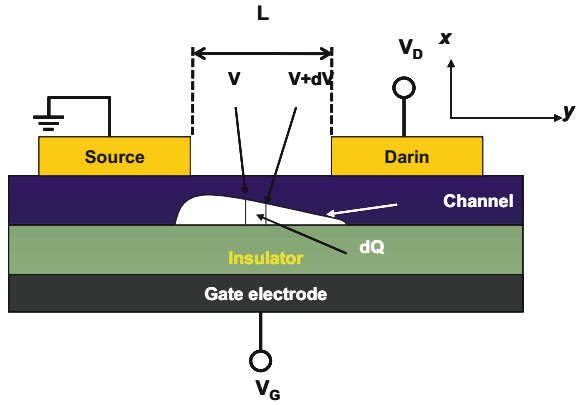 L
V
V+dV
V_D
x
y
Source
Darin
Channel
dQ
Insulator
Gate electrode
V_G